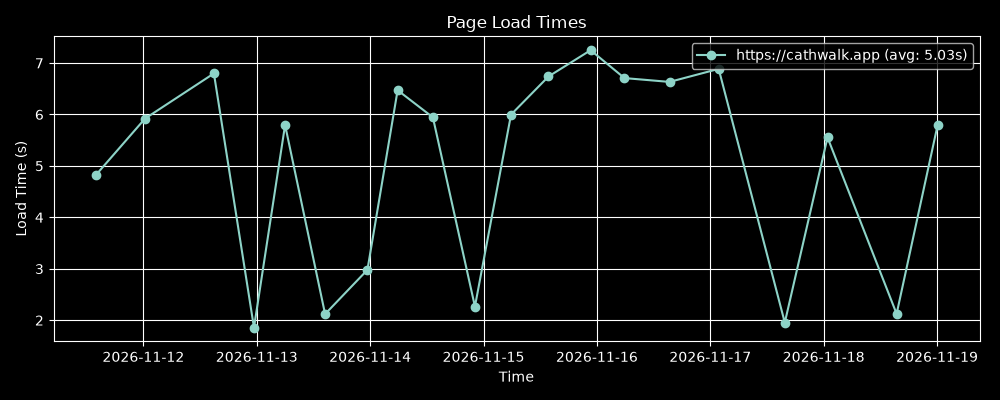 Page Load Times
https://cathwalk.app (avg: 5.03s)
Load Time (s)
7
6
5
4
3
2
2026-11-12 2026-11-13 2026-11-14 2026-11-15 2026-11-16 2026-11-17 2026-11-18 2026-11-19
Time